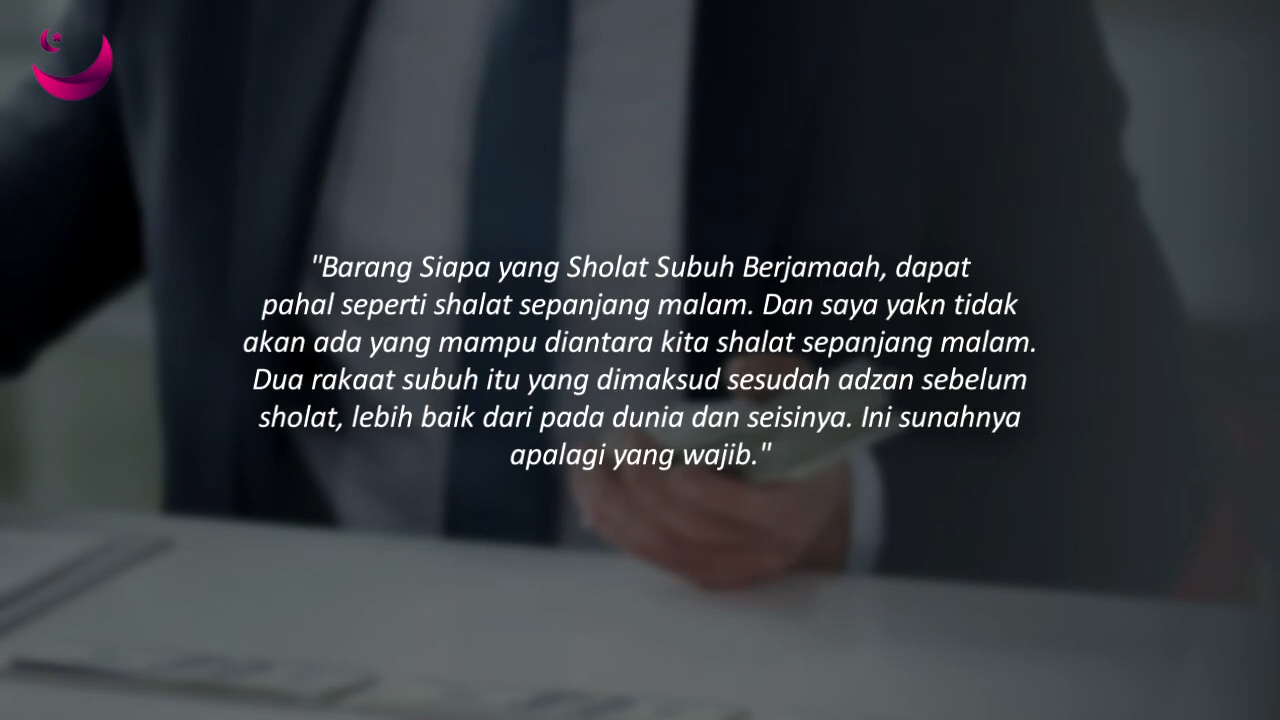 "Barang Siapa yang Sholat Subuh Berjamaah, dapat
pahal seperti shalat sepanjang malam. Dan saya yakn tidak
akan ada yang mampu diantara kita shalat sepanjang malam.
Dua rakaat subuh itu yang dimaksud sesudah adzan sebelum
sholat, lebih baik dari pada dunia dan seisinya. Ini sunahnya
apalagi yang wajib."